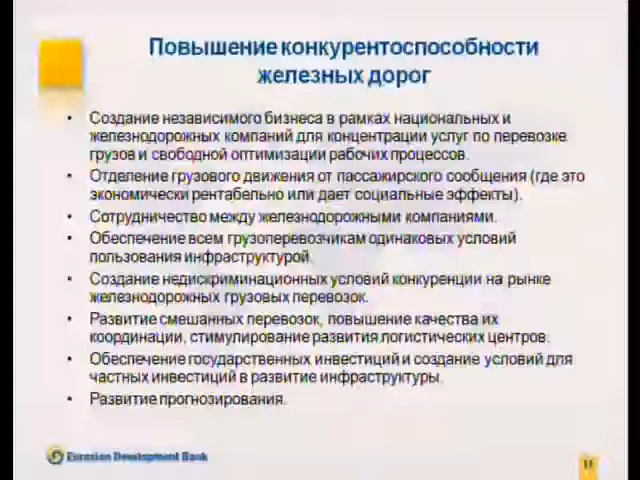 Повышение конкурентоспособности
железных дорог
• Создание независимого бизнеса в рамках национальных и
железнодорожных компаний для концентрации услуг по перевозке
грузов и свободной оптимизации рабочих процессов.
• Отделение грузового движения от пассажирского сообщения (где это
экономически рентабельно или дает социальные эффекты).
• Сотрудничество между железнодорожными компаниями.
• Обеспечение всем грузоперевозчикам одинаковых условий
пользования инфраструктурой.
• Создание недискриминационных условий конкуренции на рынке
железнодорожных грузовых перевозок.
• Развитие смешанных перевозок, повышение качества их
координации, стимулирование развития логистических центров.
• Обеспечение государственных инвестиций и создание условий для
частных инвестиций в развитие инфраструктуры.
• Развитие прогнозирования.
Eurasian Development Bank